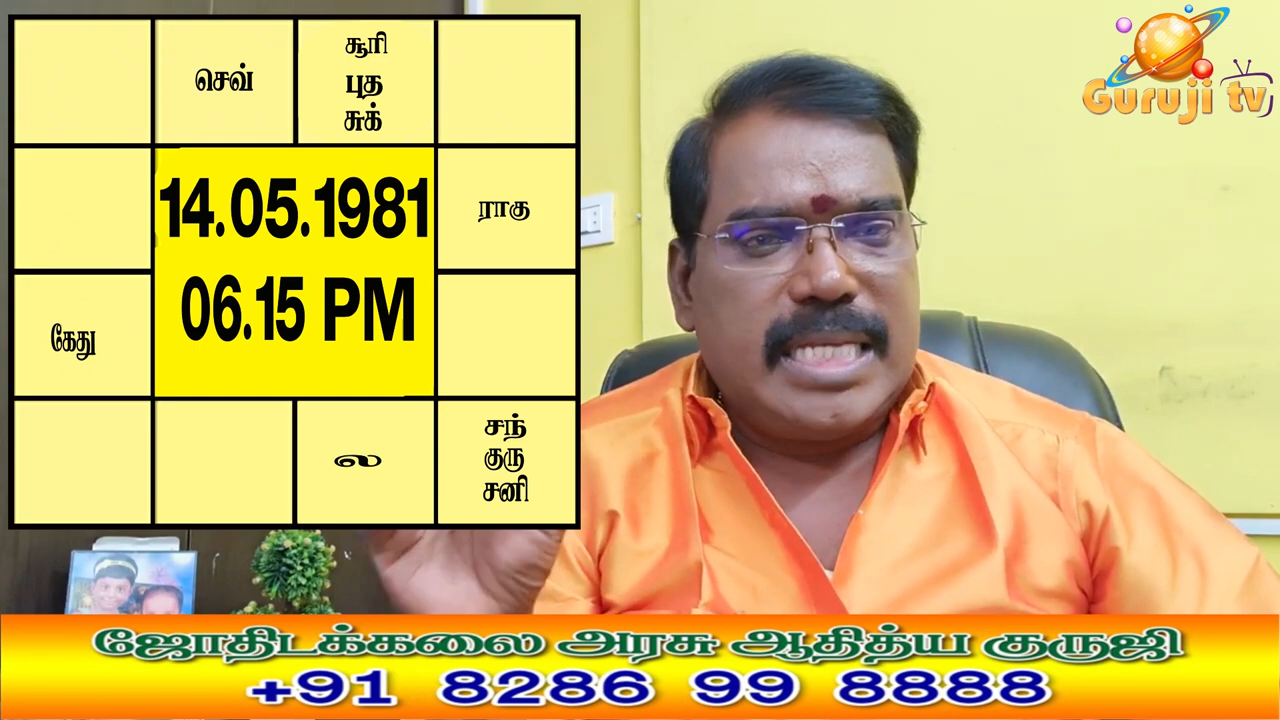 செவ்
சூரி
புத
சுக்
14.05.1981
06.15 PM
ராகு
கேது
ல
சந்
குரு
சனி
Guruji tv
ஜோதிடக்கலை அரசு ஆதித்ய குருஜி
+91 8286 99 8888